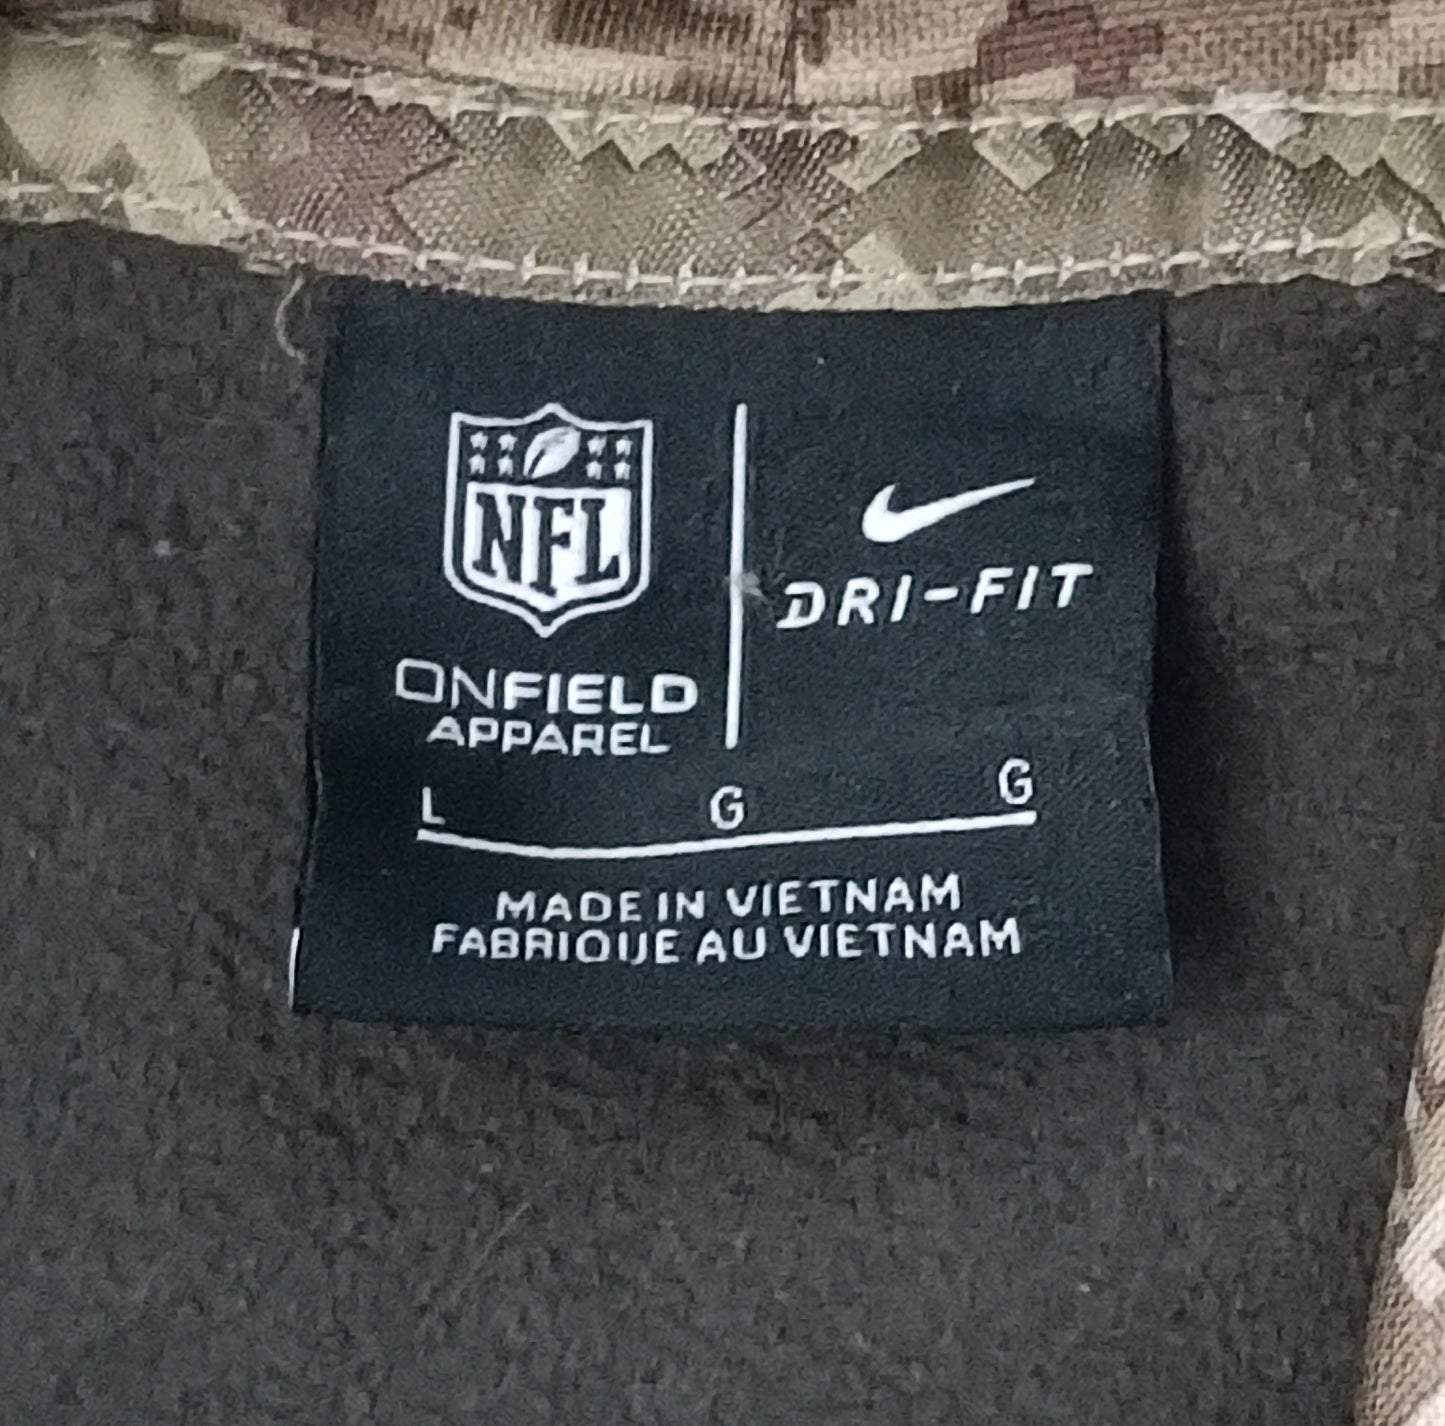 NFL
ONFIELD
APPAREL
DRI-FIT
L G G
MADE IN VIETNAM
FABRIQUE AU VIETNAM